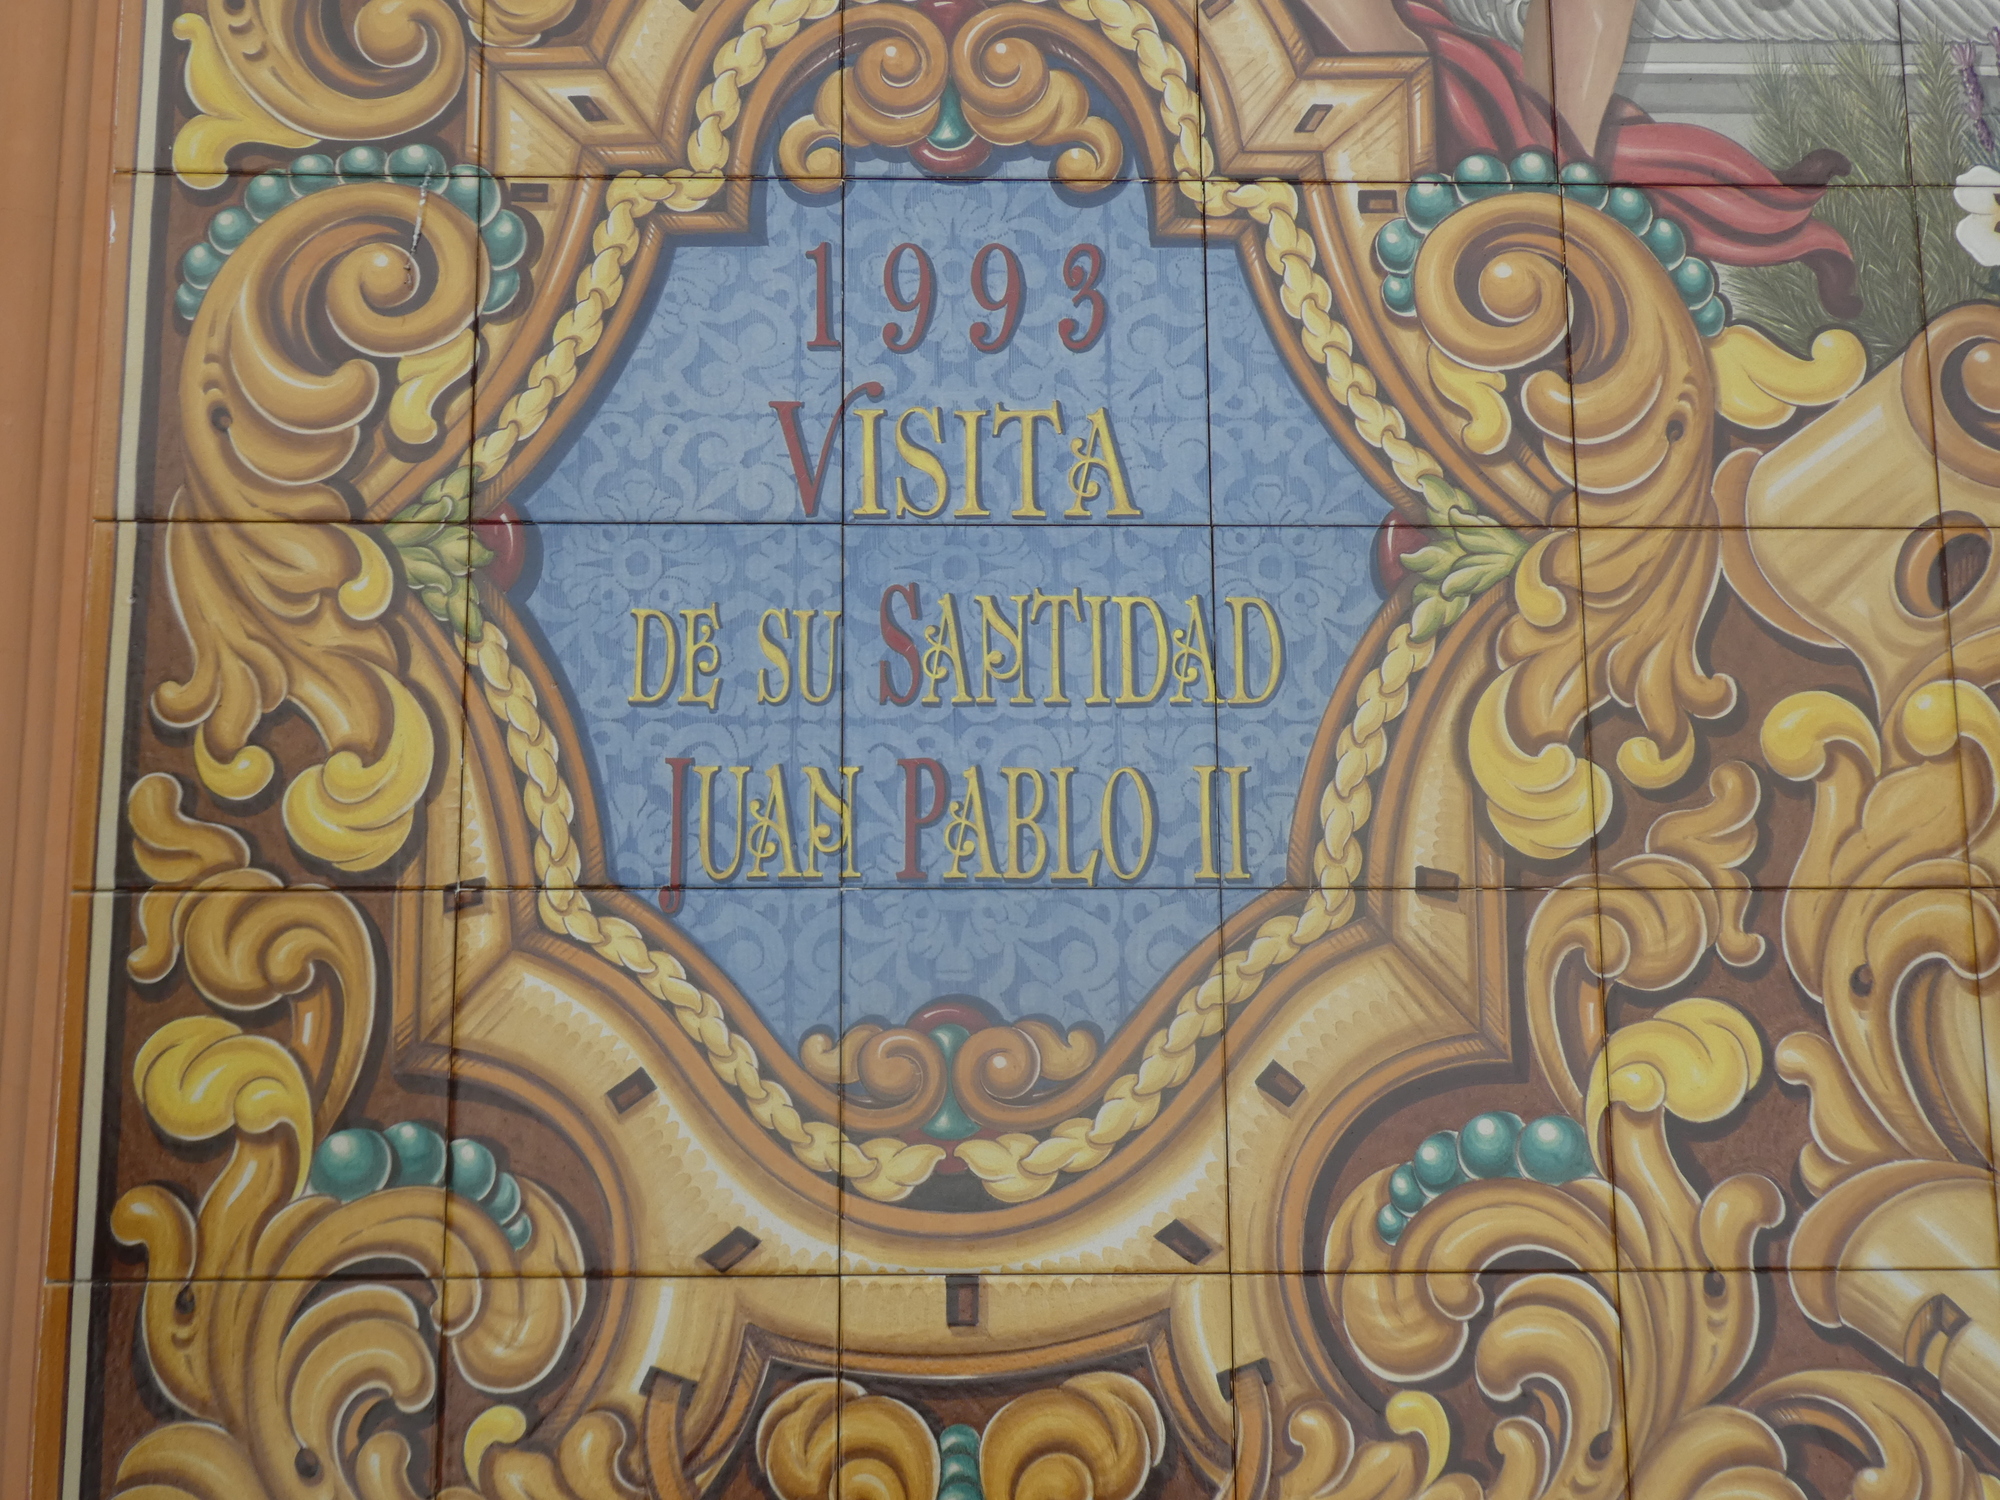 1993
VISITA
DE SU SANTIDAD
JUAN PABLO II